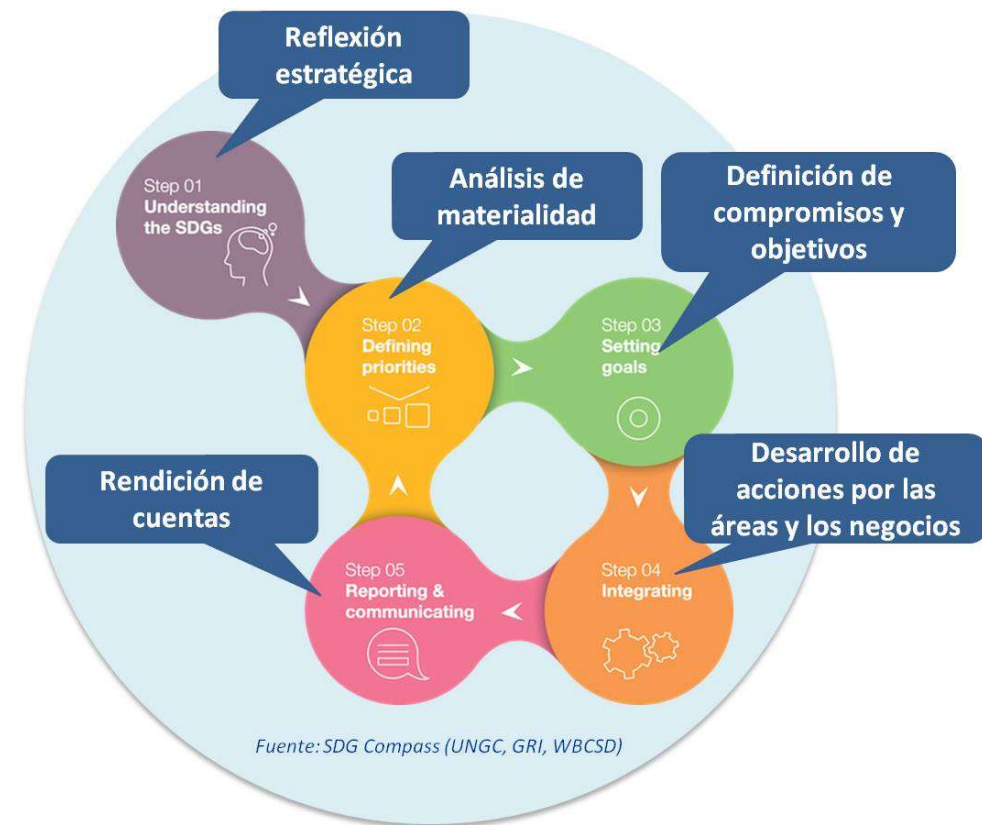 Reflexión
estratégica
Step 01
Understanding
the SDGs
Análisis de
materialidad
Step 02
Defining
priorities
Definición de
compromisos y
objetivos
Step 03
Setting
goals
Desarrollo de
acciones por las
áreas y los negocios
Step 04
Integrating
Rendición de
cuentas
Step 05
Reporting &
communicating
Fuente: SDG Compass (UNGC, GRI, WBCSD)